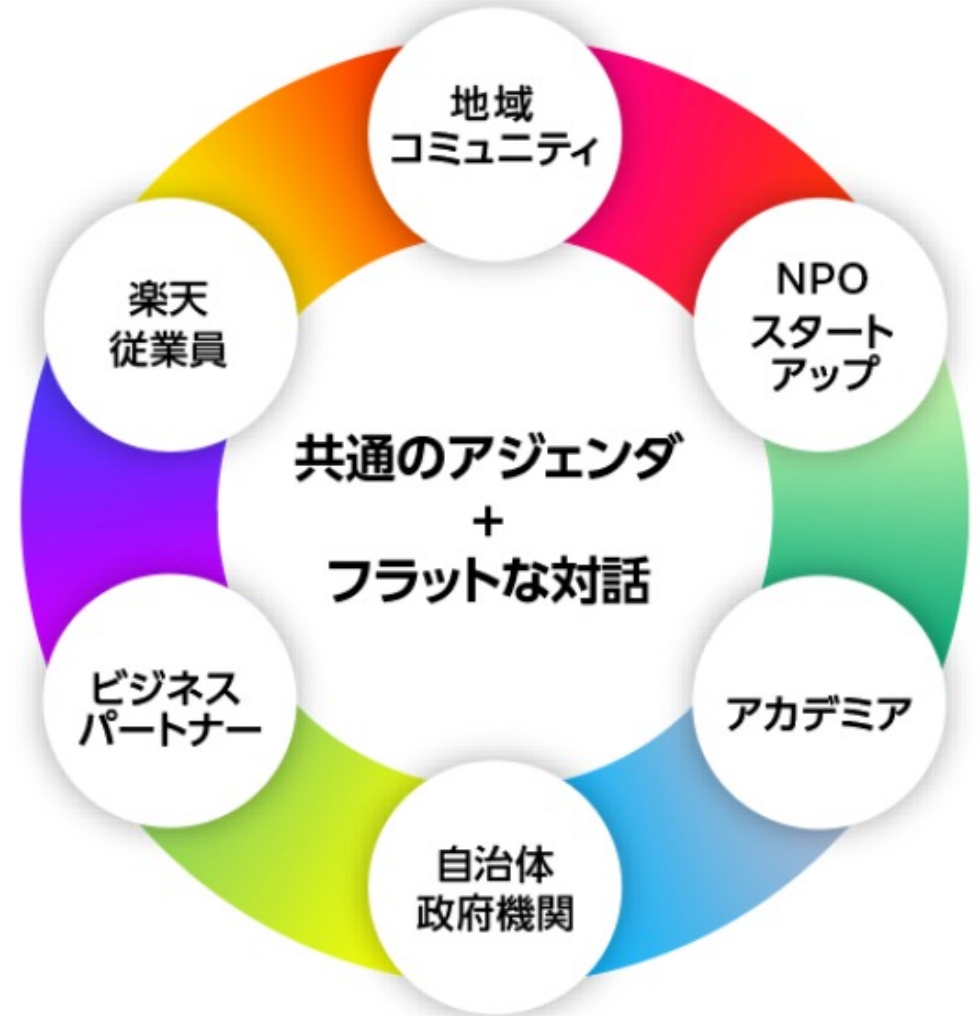 地域
コミュニティ
NPO
スタート
アップ
楽天
従業員
共通のアジェンダ
+
フラットな対話
ビジネス
パートナー
アカデミア
自治体
政府機関